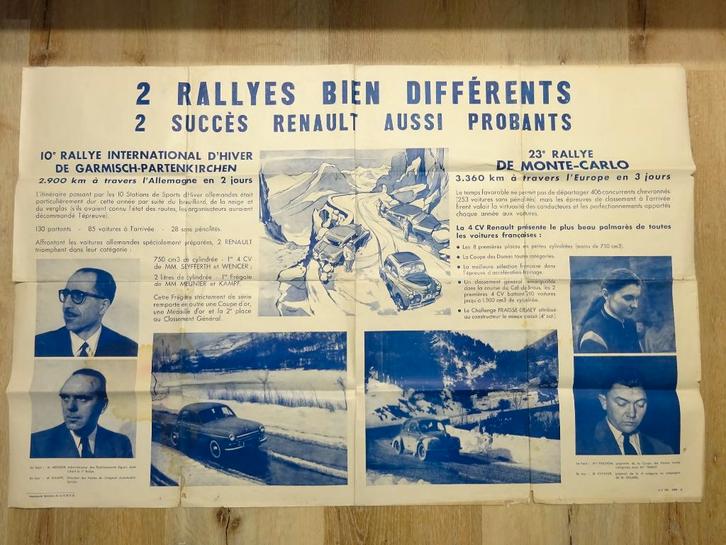 2 RALLYES BIEN DIFFÉRENTS
2 SUCCÈS RENAULT AUSSI PROBANTS
10e RALLYE INTERNATIONAL D'HIVER
DE GARMISCH-PARTENKIRCHEN
2.900 km à travers l'Allemagne en 2 jours
L'itinéraire passant par les 10 Stations de Sports d'Hiver allemandes était
particulièrement dur cette année par suite du brouillard, de la neige et
du verglas (s'ils avaient connu l'état des routes, les organisateurs auraient
décommandé l'épreuve).
130 partants - 85 voitures à l'arrivée - 28 sans pénalités.
Affrontant les voitures allemandes spécialement préparées, 2 RENAULT
triomphent dans leur catégorie :
750 cm3 de cylindrée - 1re 4 CV
de MM. SEYFFERTH et WENCER ;
2 litres de cylindrée - 1re Frégate
de MM MEUNIER et KAMPF.
Cette Frégate strictement de série
remporte en outre une Coupe d'or,
une Médaille d'or et la 2e place
au Classement Général.
23e RALLYE
DE MONTE-CARLO
3.360 km à travers l'Europe en 3 jours
Le temps favorable ne permit pas de départager 406 concurrents chevronnés
(253 voitures sans pénalités), mais les épreuves de classement à l'arrivée
firent valoir la virtuosité des conducteurs et les perfectionnements apportés
chaque année aux voitures.
La 4 CV Renault présente le plus beau palmarès de toutes
les voitures françaises :
Les 8 premières places en petites cylindrées (moins de 750 cm3).
La Coupe des Dames toutes catégories.
La meilleure sélection française dans
l'épreuve d'accélération-freinage.
Un classement général
dans la course du Col de Braus, les 2
premières 4 CV battant 210 voitures
jusqu'à 1.300 cm3 de cylindrée.
Le Challenge attribué
au constructeur le mieux classé (4e cat.)